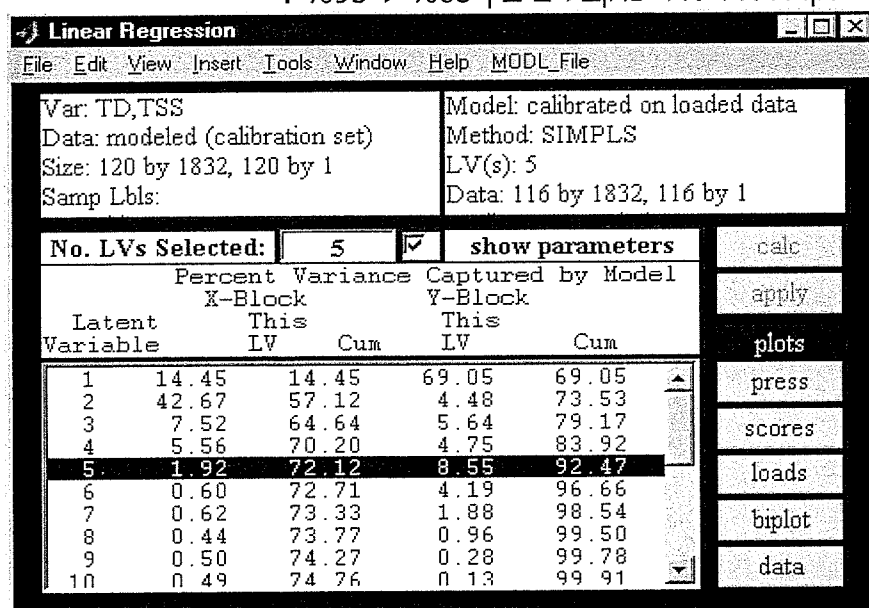 Linear Regression
File Edit View Insert Tools Window Help MODL_File
Var: TD,TSS
Data: modeled (calibration set)
Size: 120 by 1832, 120 by 1
Samp Lbls:
Model: calibrated on loaded data
Method: SIMPLS
LV(s): 5
Data: 116 by 1832, 116 by 1
No. LVs Selected: 5 show parameters
Percent Variance Captured by Model
X-Block Y-Block
Latent This This
Variable LV Cum LV Cum
1 14.45 14.45 69.05 69.05
2 42.67 57.12 4.48 73.53
3 7.52 64.64 5.64 79.17
4 5.56 70.20 4.75 83.92
5 1.92 72.12 8.55 92.47
6 0.60 72.71 4.19 96.66
7 0.62 73.33 1.88 98.54
8 0.44 73.77 0.96 99.50
9 0.50 74.27 0.28 99.78
10 0.49 74.76 0.13 99.91
calc
apply
plots
press
scores
loads
biplot
data